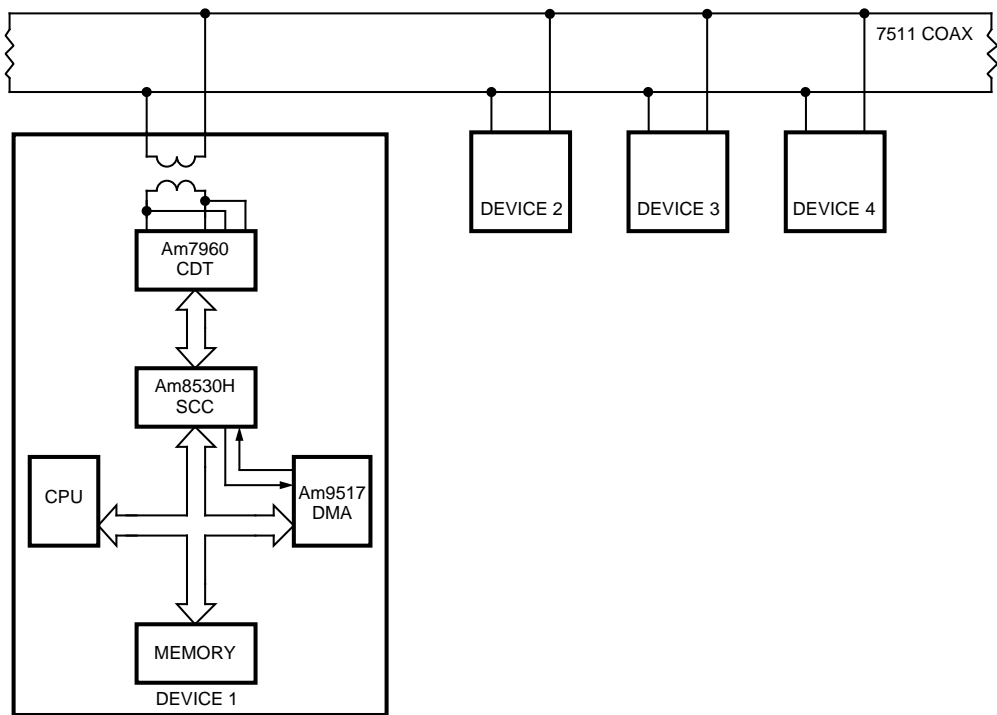 7511 COAX
DEVICE 2
DEVICE 3
DEVICE 4
Am7960
CDT
Am8530H
SCC
CPU
Am9517
DMA
MEMORY
DEVICE 1